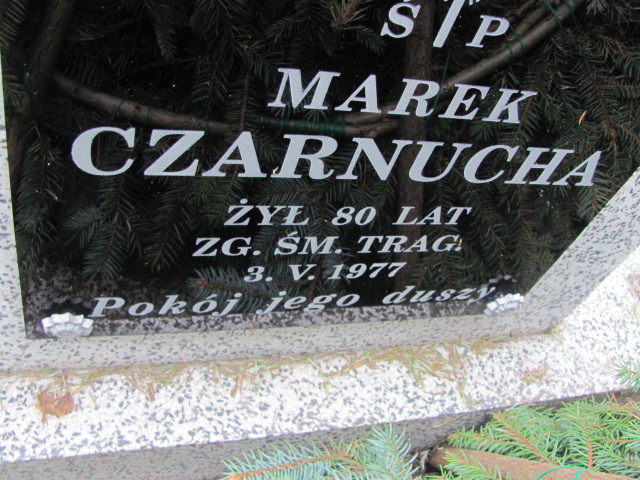 Ś P
MAREK
CZARNUCHA
ŻYŁ 80 LAT
ZG. ŚM. TRAG.
3. V. 1977
Pokój jego duszy